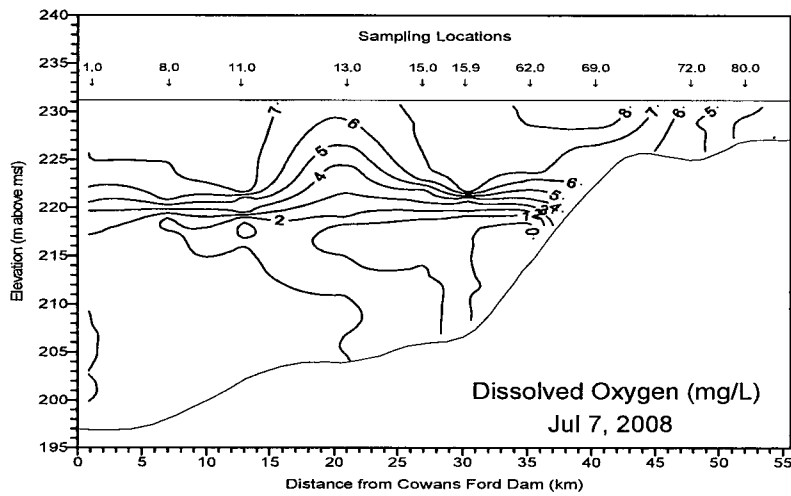 Sampling Locations
1.0 8.0 11.0 13.0 15.0 15.9 62.0 69.0 72.0 80.0
240
235
230
225
220
215
210
205
200
195
Elevation (m above msl)
7. 6 5 4 2
8. 7. 6. 5.
6. 5. 4. 3 2 1 0.
Dissolved Oxygen (mg/L)
Jul 7, 2008
0 5 10 15 20 25 30 35 40 45 50 55
Distance from Cowans Ford Dam (km)